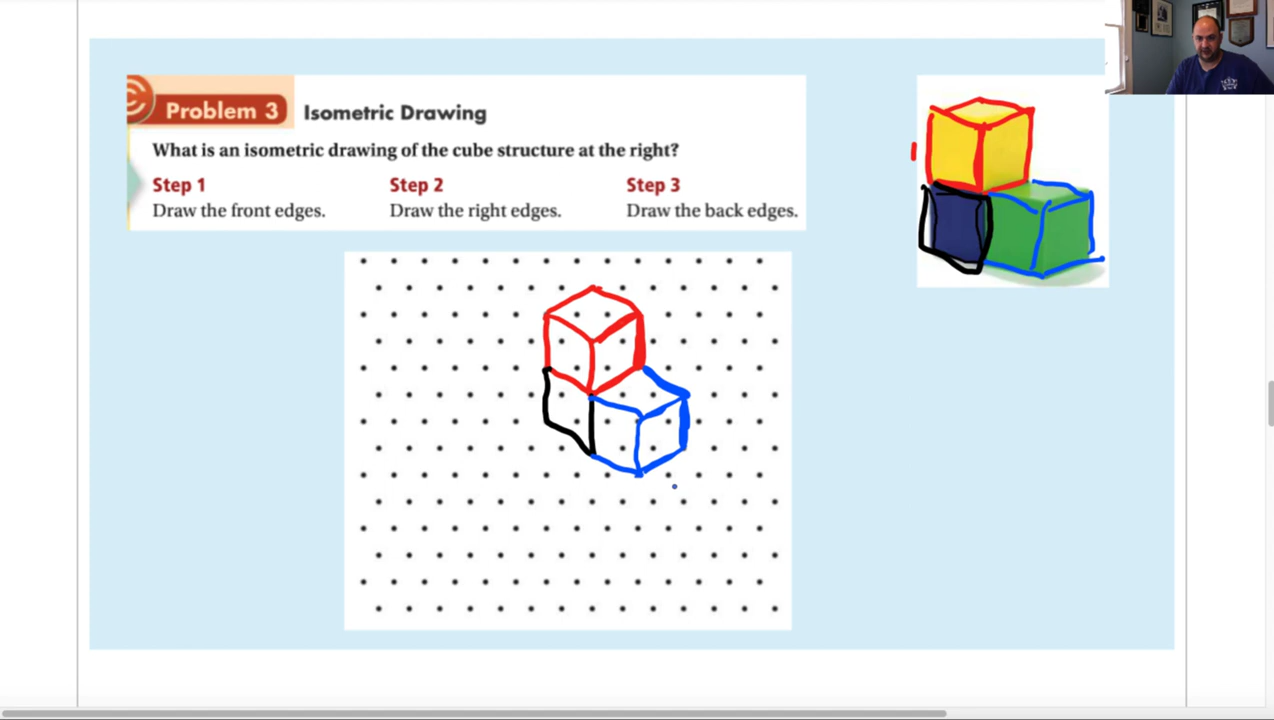 Problem 3 Isometric Drawing
What is an isometric drawing of the cube structure at the right?
Step 1 Step 2 Step 3
Draw the front edges. Draw the right edges. Draw the back edges.